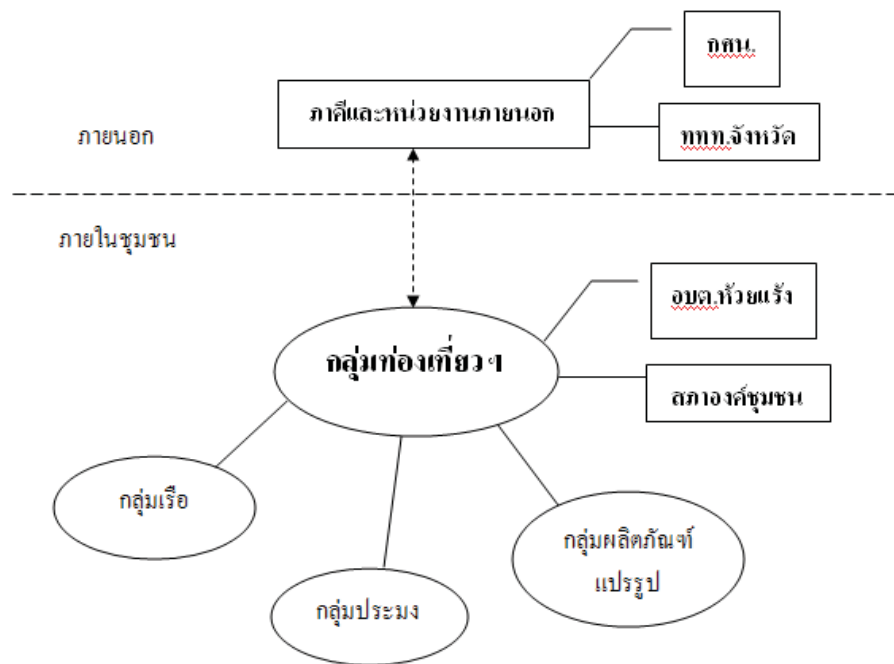 กศน.
ภาคีและหน่วยงานภายนอก
ททท.จังหวัด
ภายนอก
ภายในชุมชน
อบต.ห้วยแร้ง
กลุ่มท่องเที่ยวฯ
สภาองค์ชุมชน
กลุ่มเรือ
กลุ่มประมง
กลุ่มผลิตภัณฑ์
แปรรูป